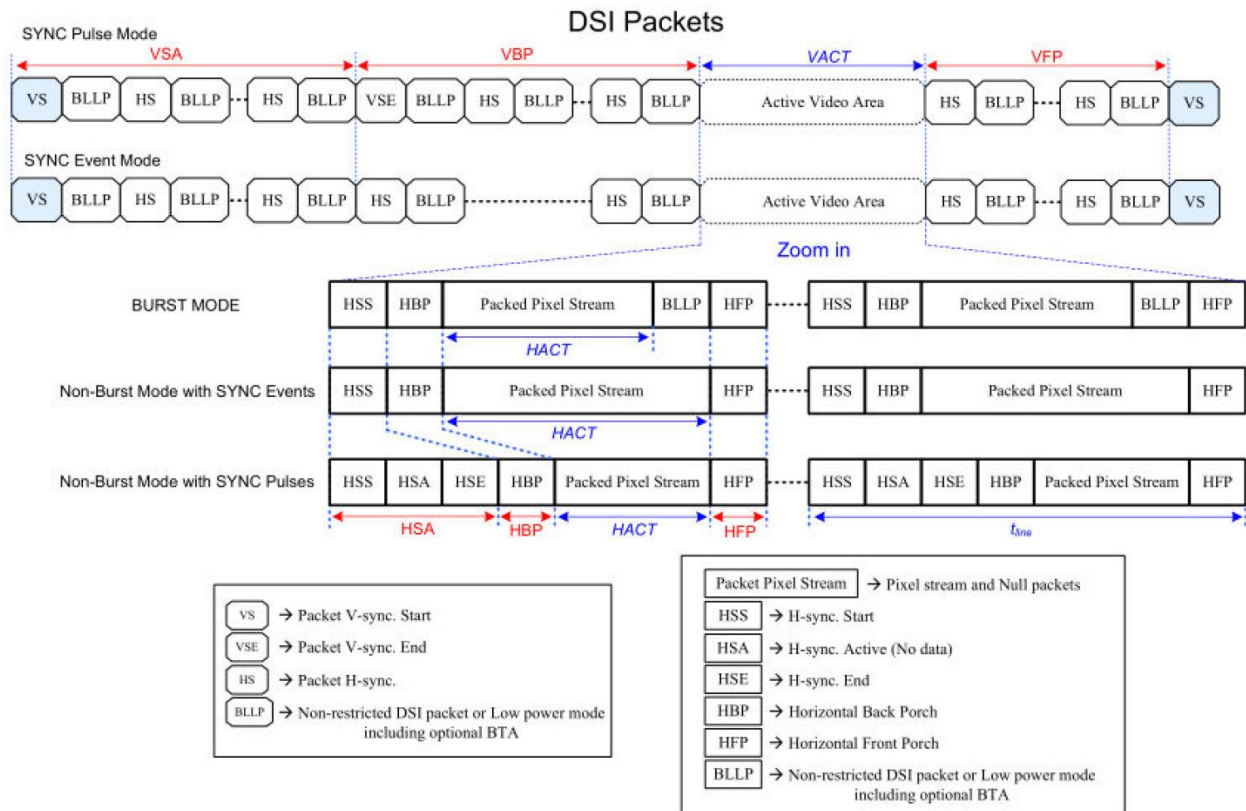 DSI Packets
SYNC Pulse Mode
VSA VBP VACT VFP
VS BLLP HS BLLP HS BLLP VSE BLLP HS BLLP HS BLLP Active Video Area HS BLLP HS BLLP VS
SYNC Event Mode
VS BLLP HS BLLP HS BLLP HS BLLP HS BLLP Active Video Area HS BLLP HS BLLP VS
Zoom in
BURST MODE HSS HBP Packed Pixel Stream BLLP HFP HSS HBP Packed Pixel Stream BLLP HFP
HACT
Non-Burst Mode with SYNC Events HSS HBP Packed Pixel Stream HFP HSS HBP Packed Pixel Stream HFP
HACT
Non-Burst Mode with SYNC Pulses HSS HSA HSE HBP Packed Pixel Stream HFP HSS HSA HSE HBP Packed Pixel Stream HFP
HSA HBP HACT HFP tline
VS → Packet V-sync. Start
VSE → Packet V-sync. End
HS → Packet H-sync.
BLLP → Non-restricted DSI packet or Low power mode
including optional BTA
Packet Pixel Stream → Pixel stream and Null packets
HSS → H-sync. Start
HSA → H-sync. Active (No data)
HSE → H-sync. End
HBP → Horizontal Back Porch
HFP → Horizontal Front Porch
BLLP → Non-restricted DSI packet or Low power mode
including optional BTA